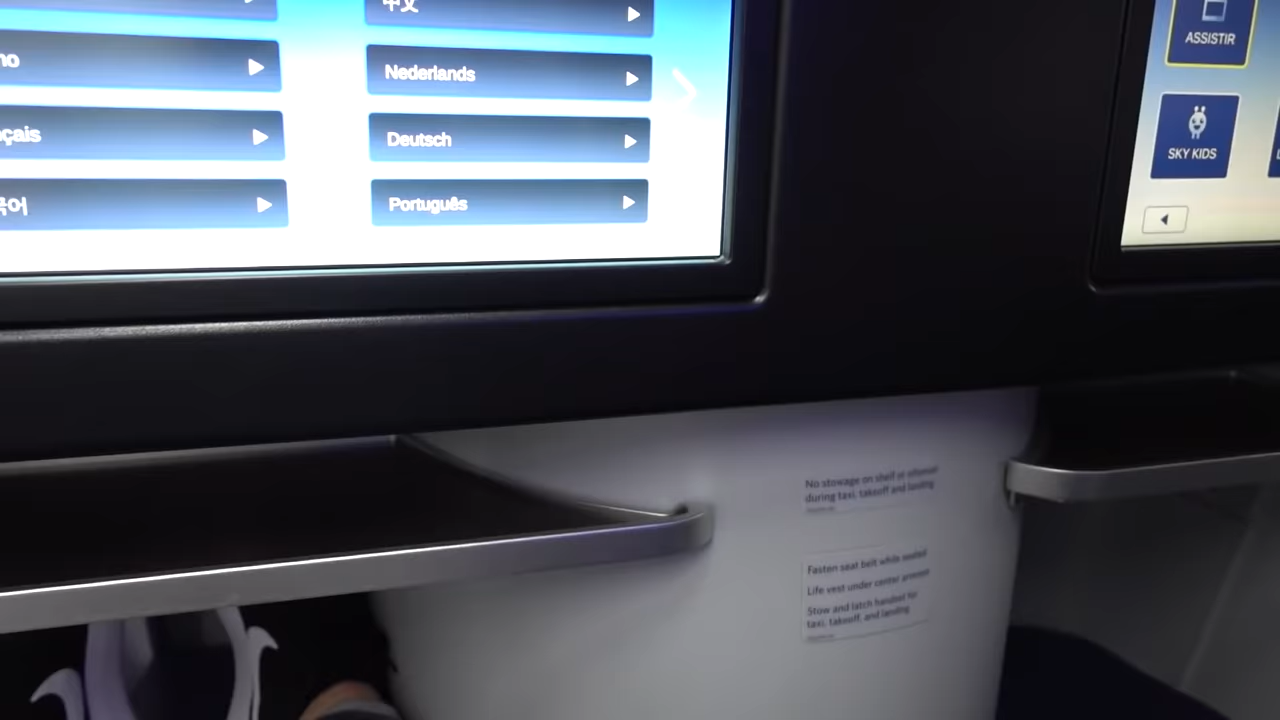 中文
no
Nederlands
çais
Deutsch
국어
Português
ASSISTIR
SKY KIDS
No stowage on shelf or ottoman
during taxi, takeoff and landing
Fasten seat belt while seated
Life vest under center armrest
Stow and latch handset for
taxi, takeoff, and landing